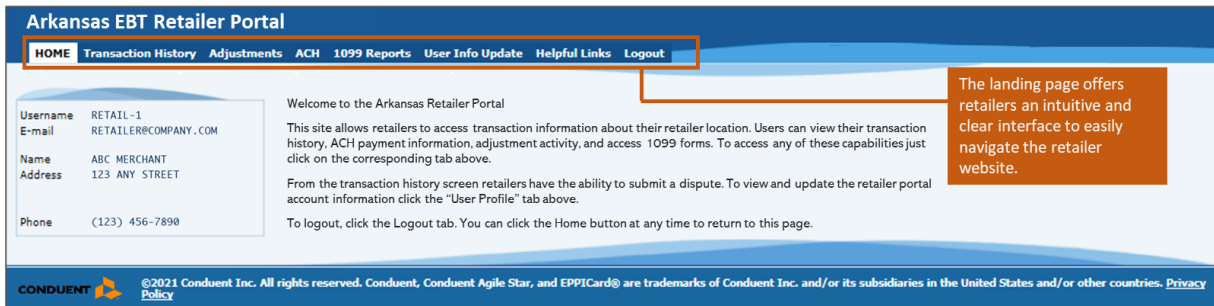 Arkansas EBT Retailer Portal
HOME Transaction History Adjustments ACH 1099 Reports User Info Update Helpful Links Logout
The landing page offers
retailers an intuitive and
clear interface to easily
navigate the retailer
website.
Username RETAIL-1
E-mail RETAILER@COMPANY.COM
Name ABC MERCHANT
Address 123 ANY STREET
Phone (123) 456-7890
Welcome to the Arkansas Retailer Portal
This site allows retailers to access transaction information about their retailer location. Users can view their transaction
history, ACH payment information, adjustment activity, and access 1099 forms. To access any of these capabilities just
click on the corresponding tab above.
From the transaction history screen retailers have the ability to submit a dispute. To view and update the retailer portal
account information click the “User Profile” tab above.
To logout, click the Logout tab. You can click the Home button at any time to return to this page.
CONDUENT
©2021 Conduent Inc. All rights reserved. Conduent, Conduent Agile Star, and EPPICard® are trademarks of Conduent Inc. and/or its subsidiaries in the United States and/or other countries. Privacy
Policy